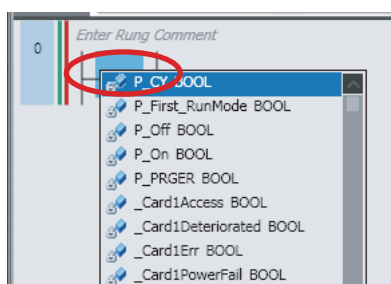 0
Enter Rung Comment
P_CY BOOL
P_First_RunMode BOOL
P_Off BOOL
P_On BOOL
P_PRGER BOOL
_Card1Access BOOL
_Card1Deteriorated BOOL
_Card1Err BOOL
_Card1PowerFail BOOL